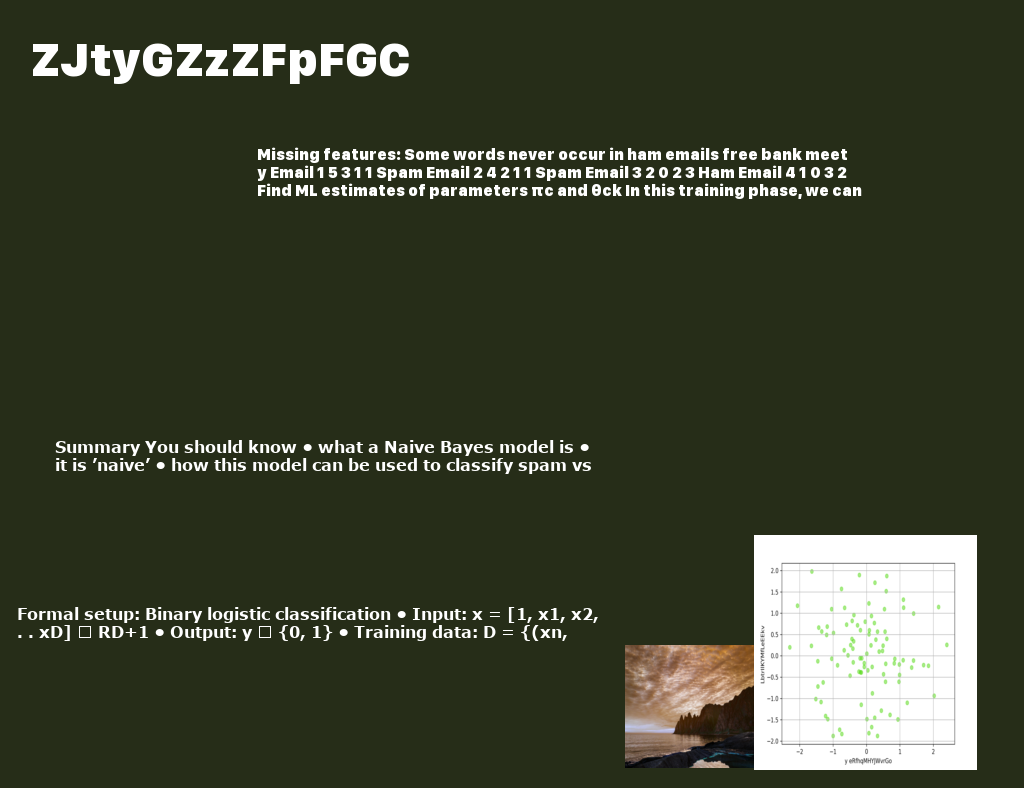 ZJtyGZzZFpFGC
Missing features: Some words never occur in ham emails free bank meet
y Email 1 5 3 1 1 Spam Email 2 4 2 1 1 Spam Email 3 2 0 2 3 Ham Email 4 1 0 3 2
Find ML estimates of parameters πc and θck In this training phase, we can
Summary You should know • what a Naive Bayes model is •
it is ’naive’ • how this model can be used to classify spam vs
Formal setup: Binary logistic classification • Input: x = [1, x1, x2,
. . xD] □ RD+1 • Output: y □ {0, 1} • Training data: D = {(xn,
2.0
1.5
1.0
0.5
0.0
−0.5
−1.0
−1.5
−2.0
−2 −1 0 1 2